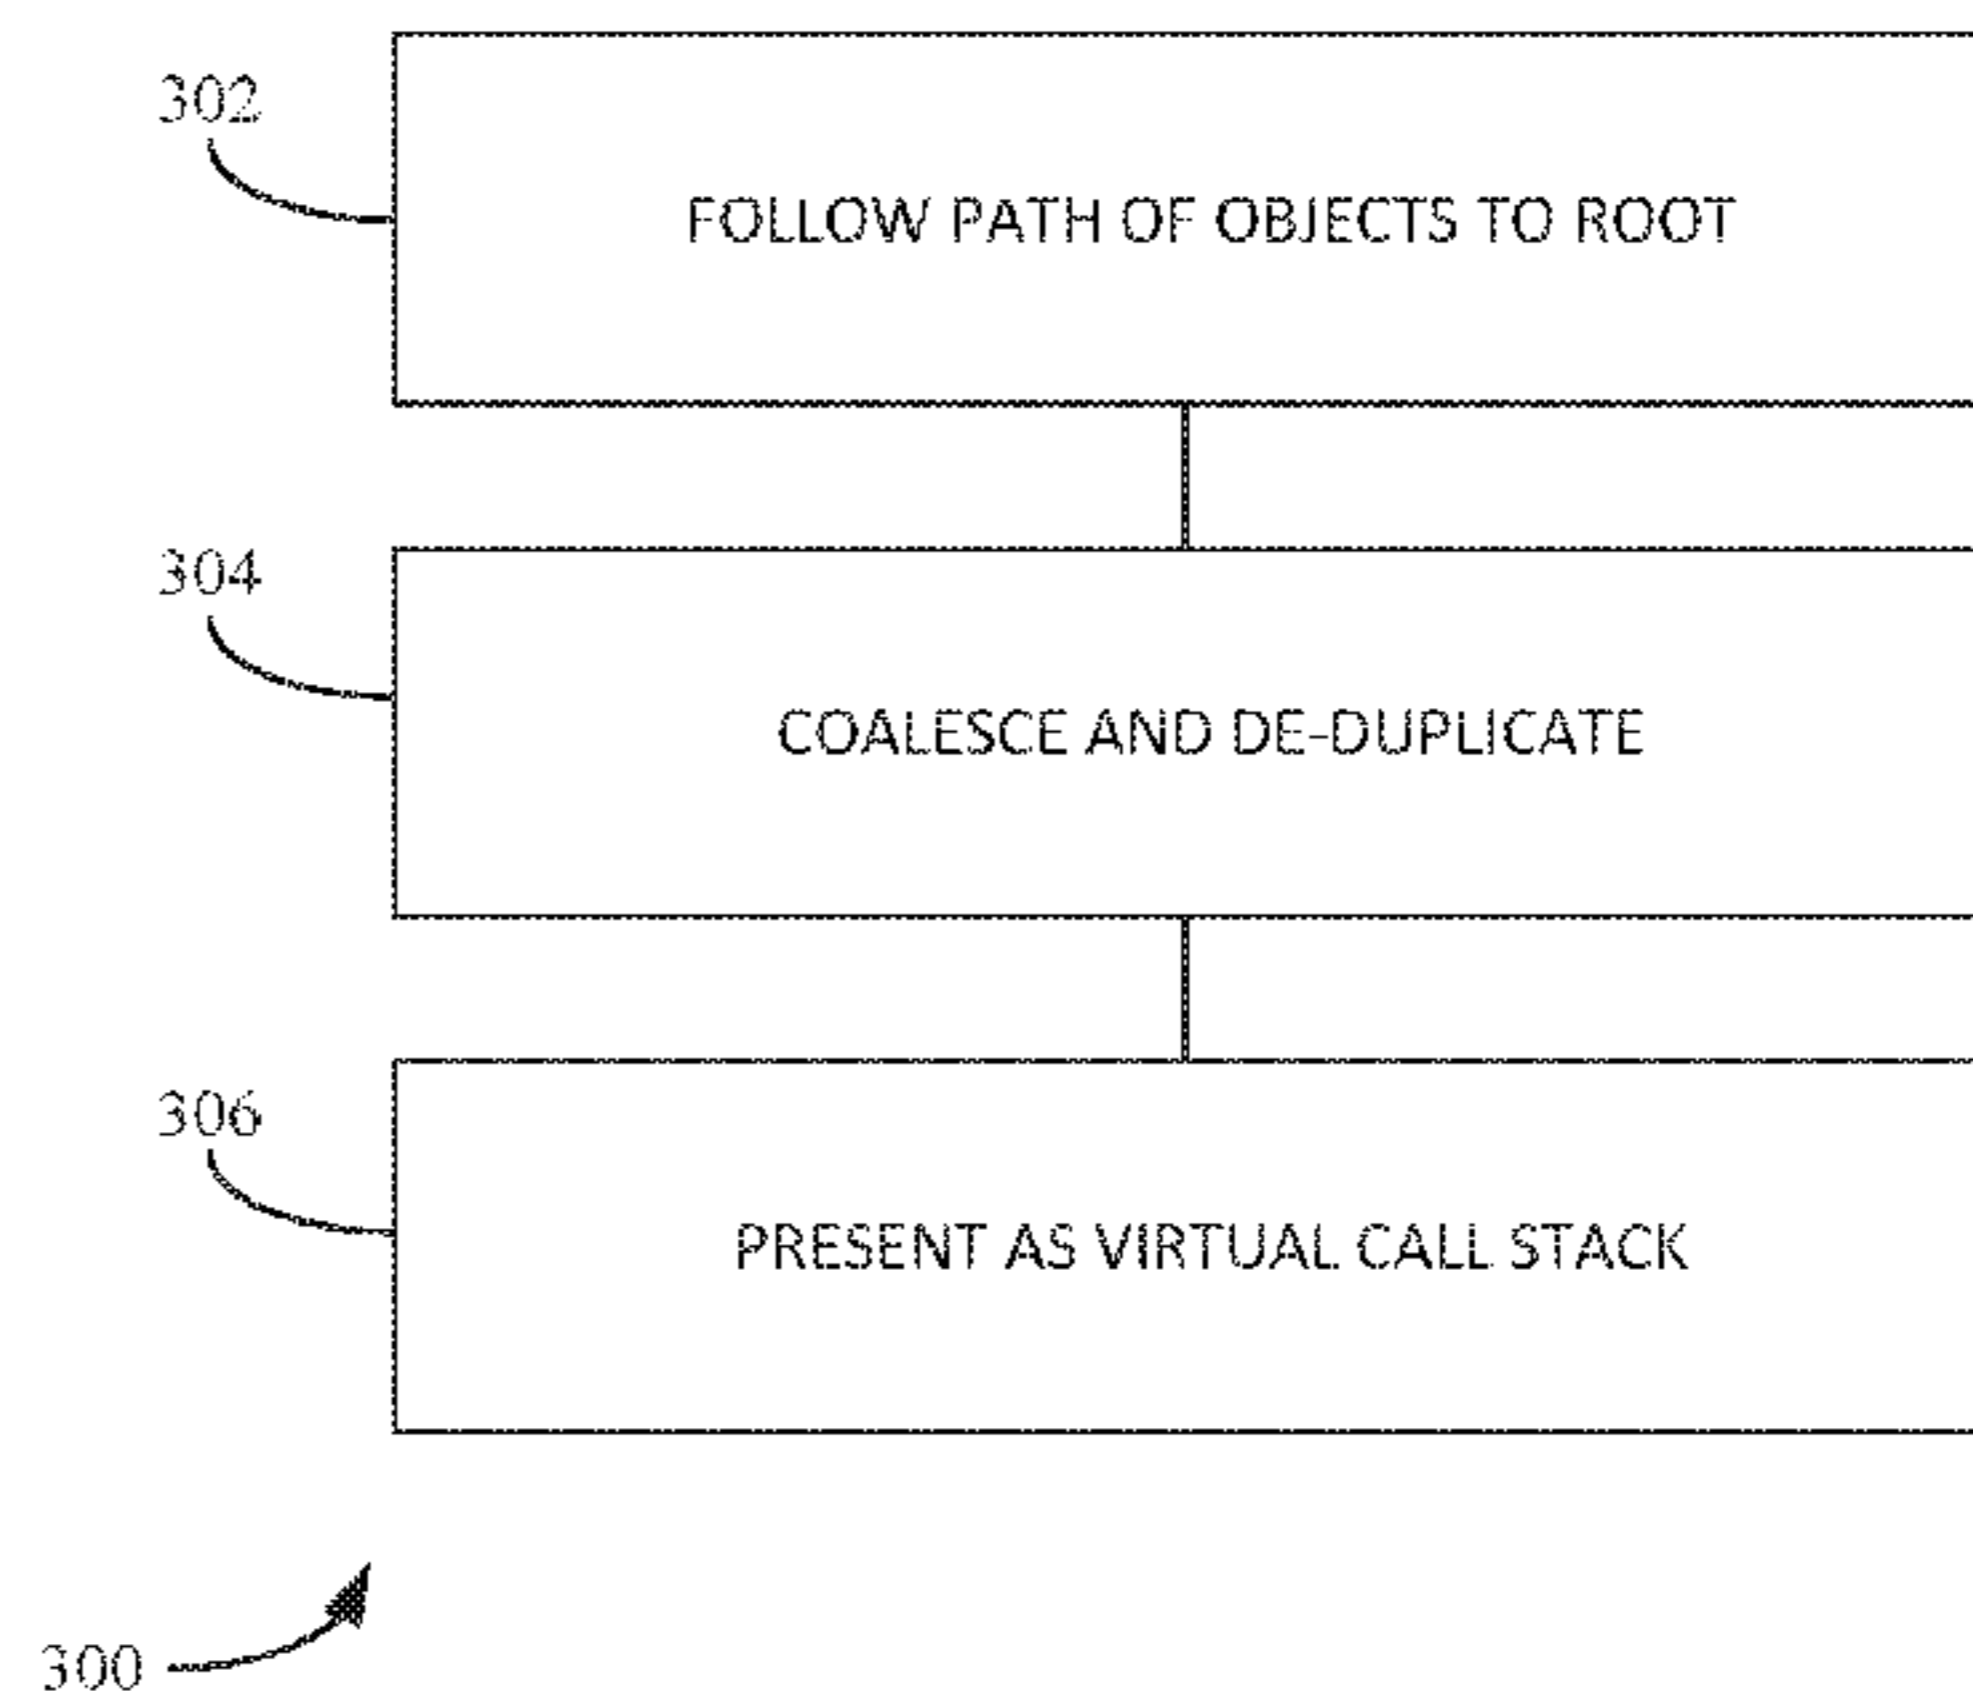 302
FOLLOW PATH OF OBJECTS TO ROOT
304
COALESCE AND DE-DUPLICATE
306
PRESENT AS VIRTUAL CALL STACK
300